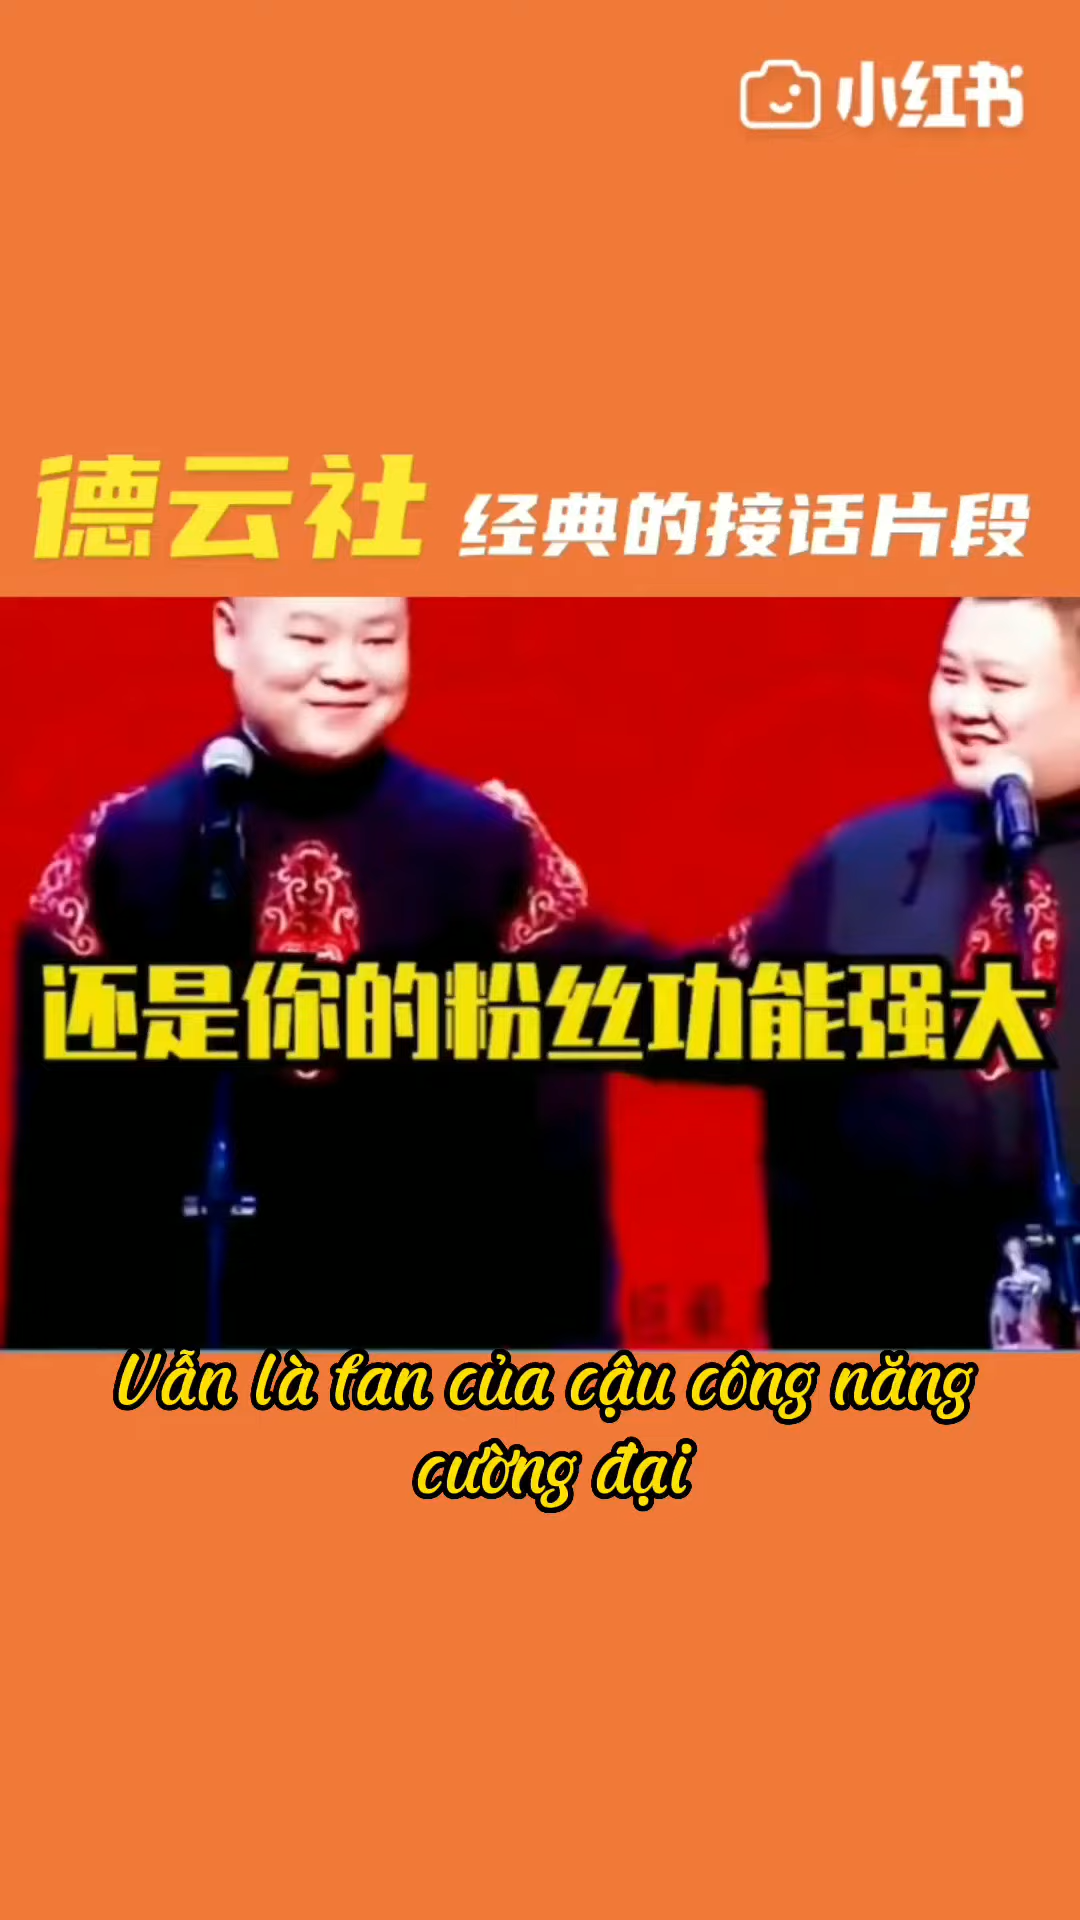 小红书
德云社 经典的接话片段
还是你的粉丝功能强大
Vẫn là fan của cậu công năng
cường đại